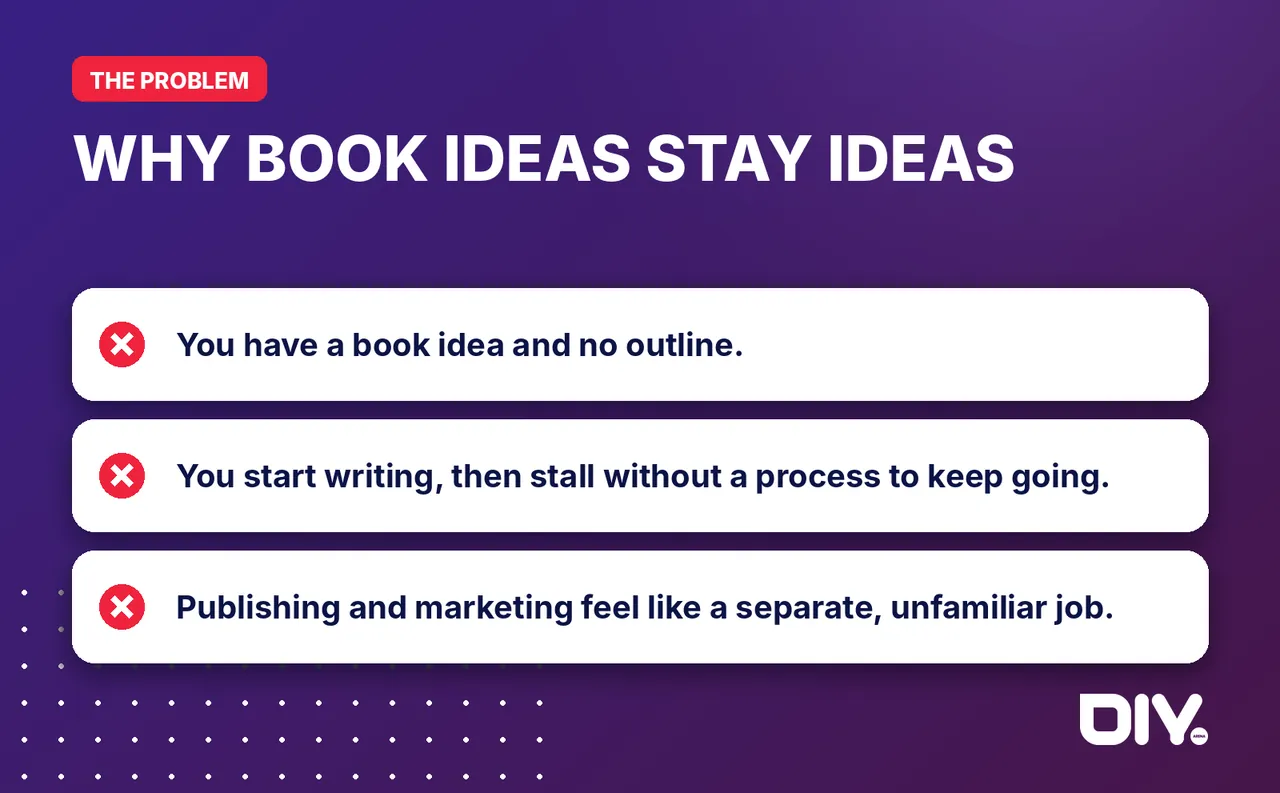 THE PROBLEM
WHY BOOK IDEAS STAY IDEAS
You have a book idea and no outline.
You start writing, then stall without a process to keep going.
Publishing and marketing feel like a separate, unfamiliar job.
DIY.
ARENA